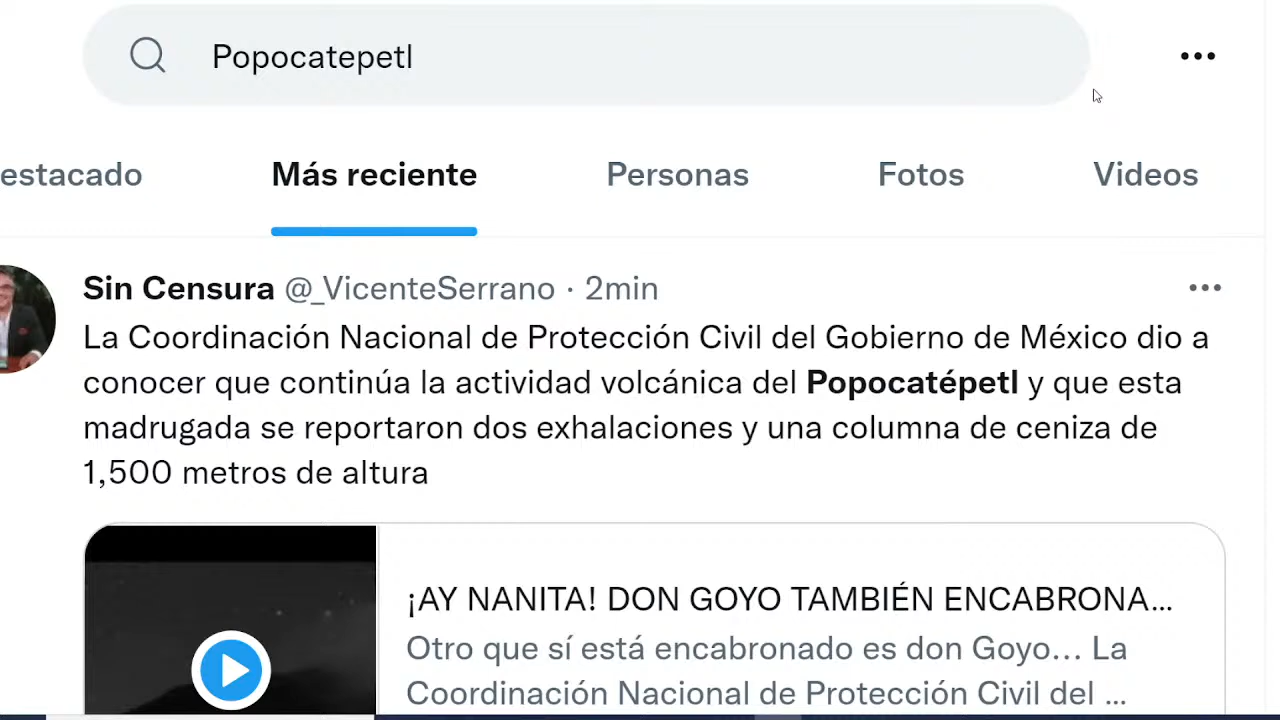 Popocatepetl
estacado Más reciente Personas Fotos Videos
Sin Censura @_VicenteSerrano · 2min
La Coordinación Nacional de Protección Civil del Gobierno de México dio a
conocer que continúa la actividad volcánica del Popocatépetl y que esta
madrugada se reportaron dos exhalaciones y una columna de ceniza de
1,500 metros de altura
¡AY NANITA! DON GOYO TAMBIÉN ENCABRONA...
Otro que sí está encabronado es don Goyo... La
Coordinación Nacional de Protección Civil del ...